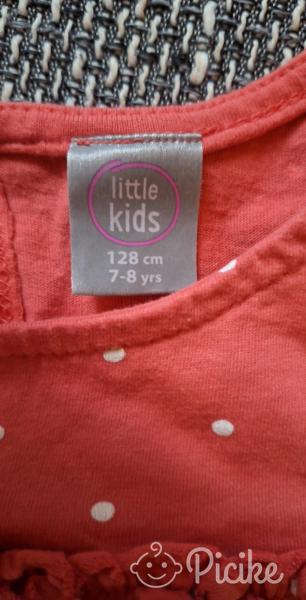 little
kids
128 cm
7-8 yrs
Picike